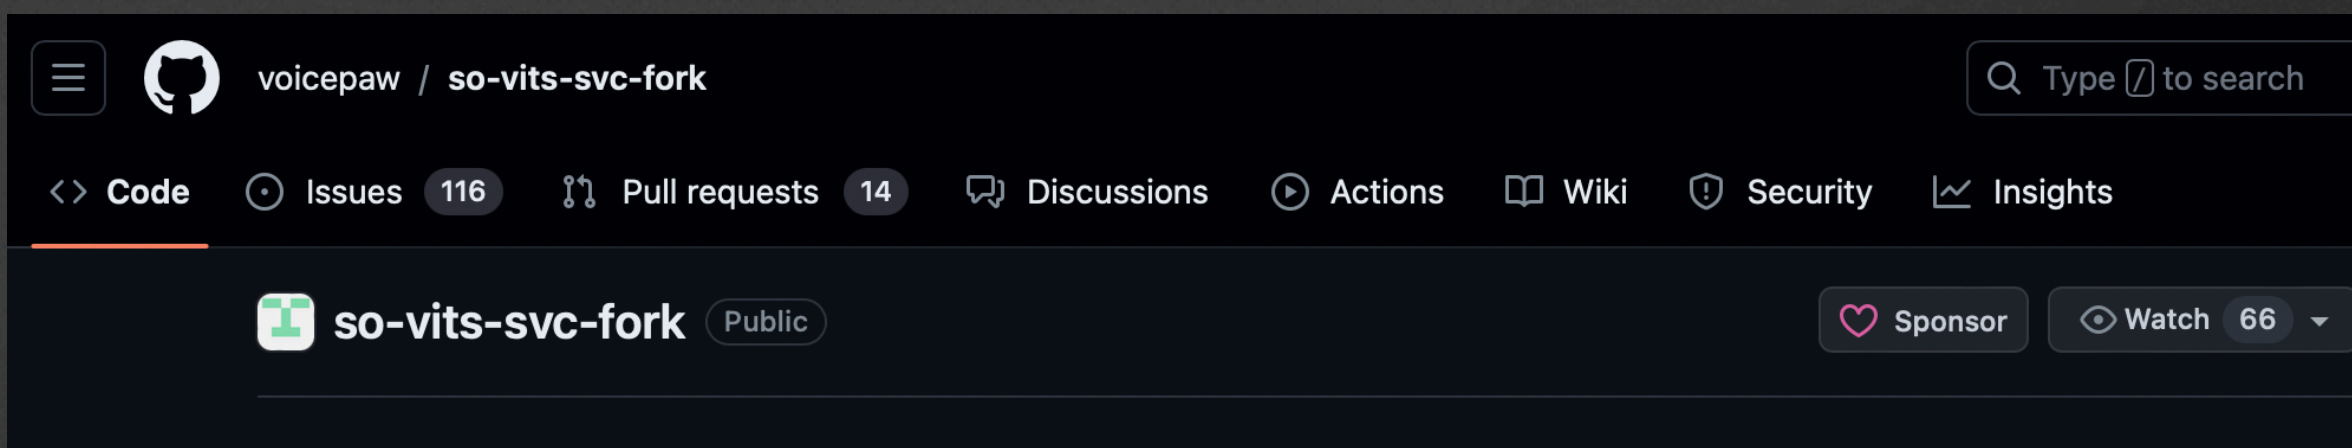 voicepaw / so-vits-svc-fork Type / to search
Code Issues 116 Pull requests 14 Discussions Actions Wiki Security Insights
so-vits-svc-fork Public Sponsor Watch 66